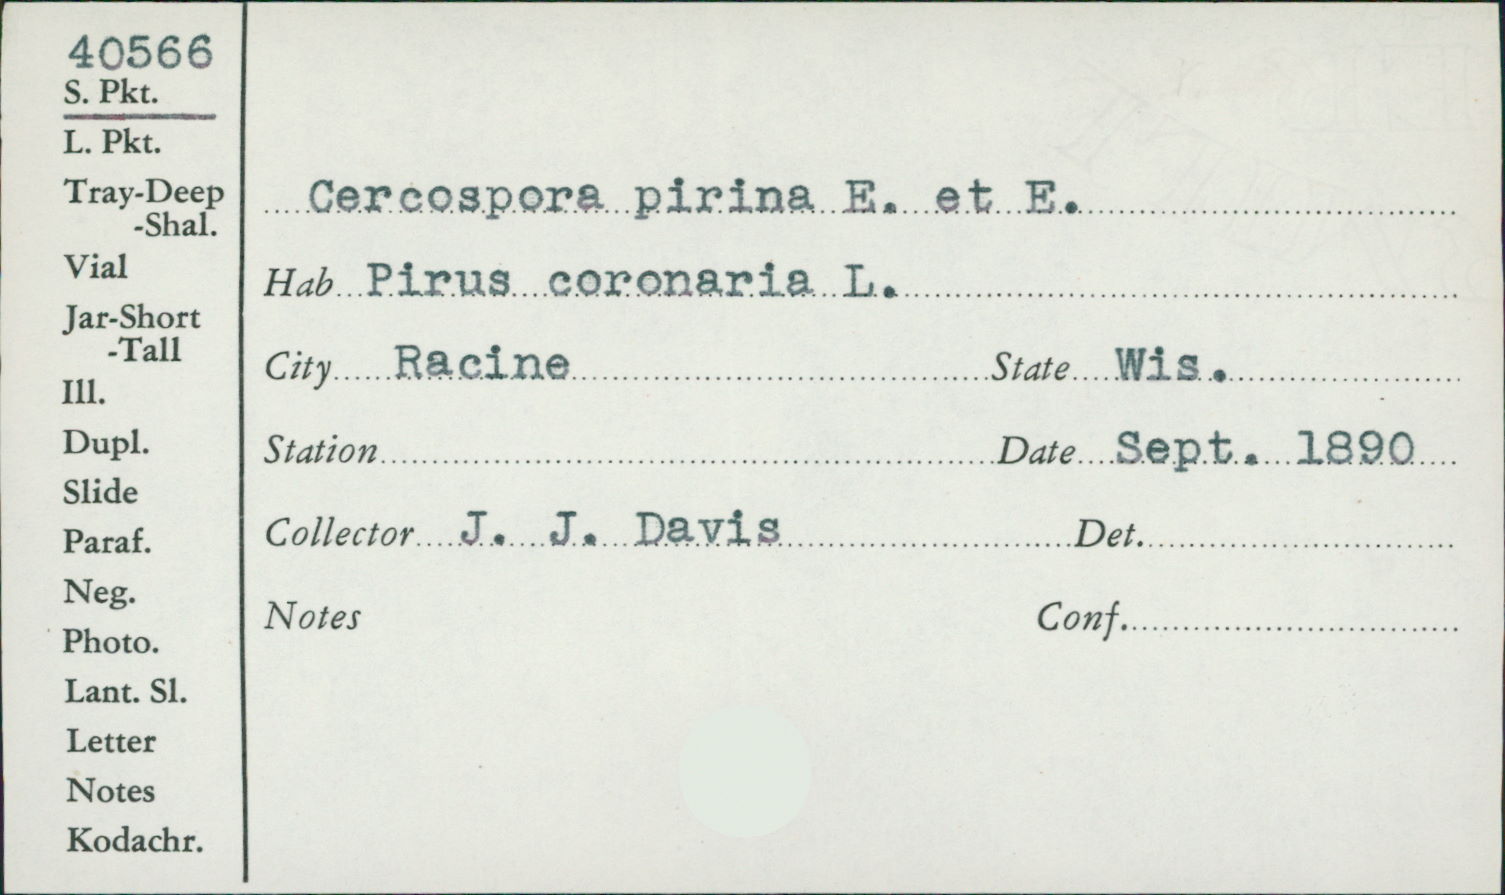 40566
S. Pkt.
L. Pkt.
Tray-Deep
-Shal.
Vial
Jar-Short
-Tall
Ill.
Dupl.
Slide
Paraf.
Neg.
Photo.
Lant. Sl.
Letter
Notes
Kodachr.
Cercospora pirina E. et E.
Hab Pirus coronaria L.
City Racine State Wis.
Station Date Sept. 1890
Collector J. J. Davis Det.
Notes Conf.